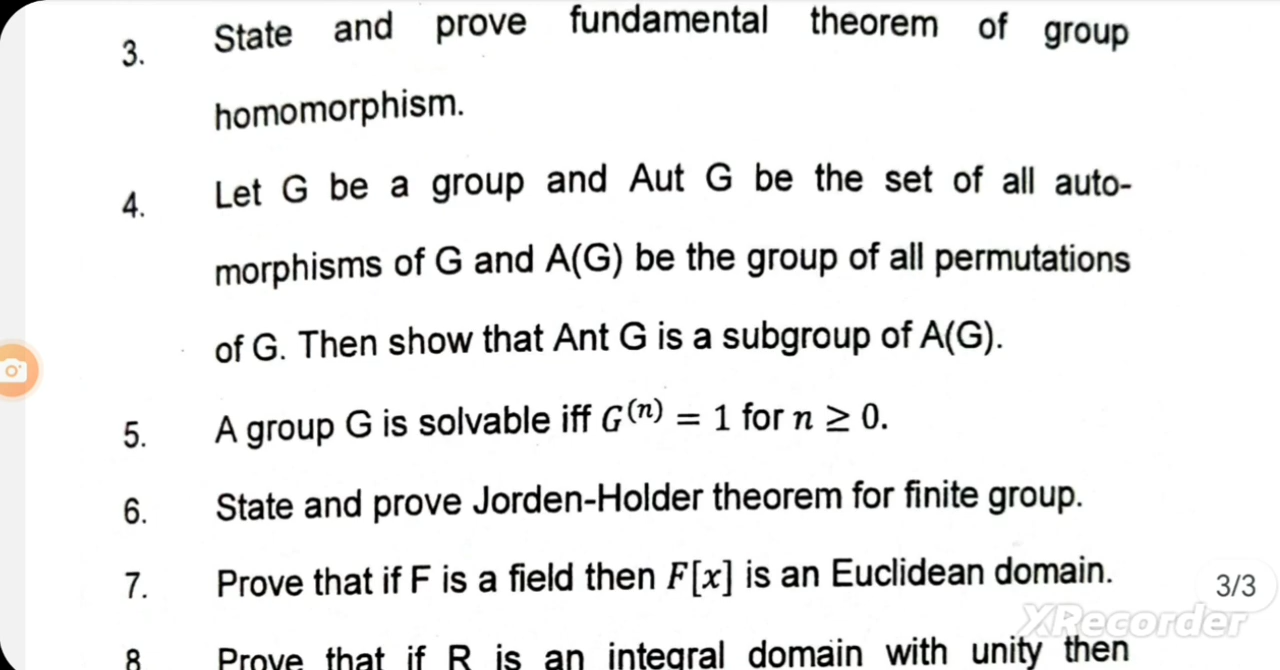 3. State and prove fundamental theorem of group
homomorphism.
4. Let G be a group and Aut G be the set of all auto-
morphisms of G and A(G) be the group of all permutations
of G. Then show that Ant G is a subgroup of A(G).
5. A group G is solvable iff G⁽ⁿ⁾ = 1 for n ≥ 0.
6. State and prove Jorden-Holder theorem for finite group.
7. Prove that if F is a field then F[x] is an Euclidean domain.
3/3
XRecorder
8 Prove that if R is an integral domain with unity then